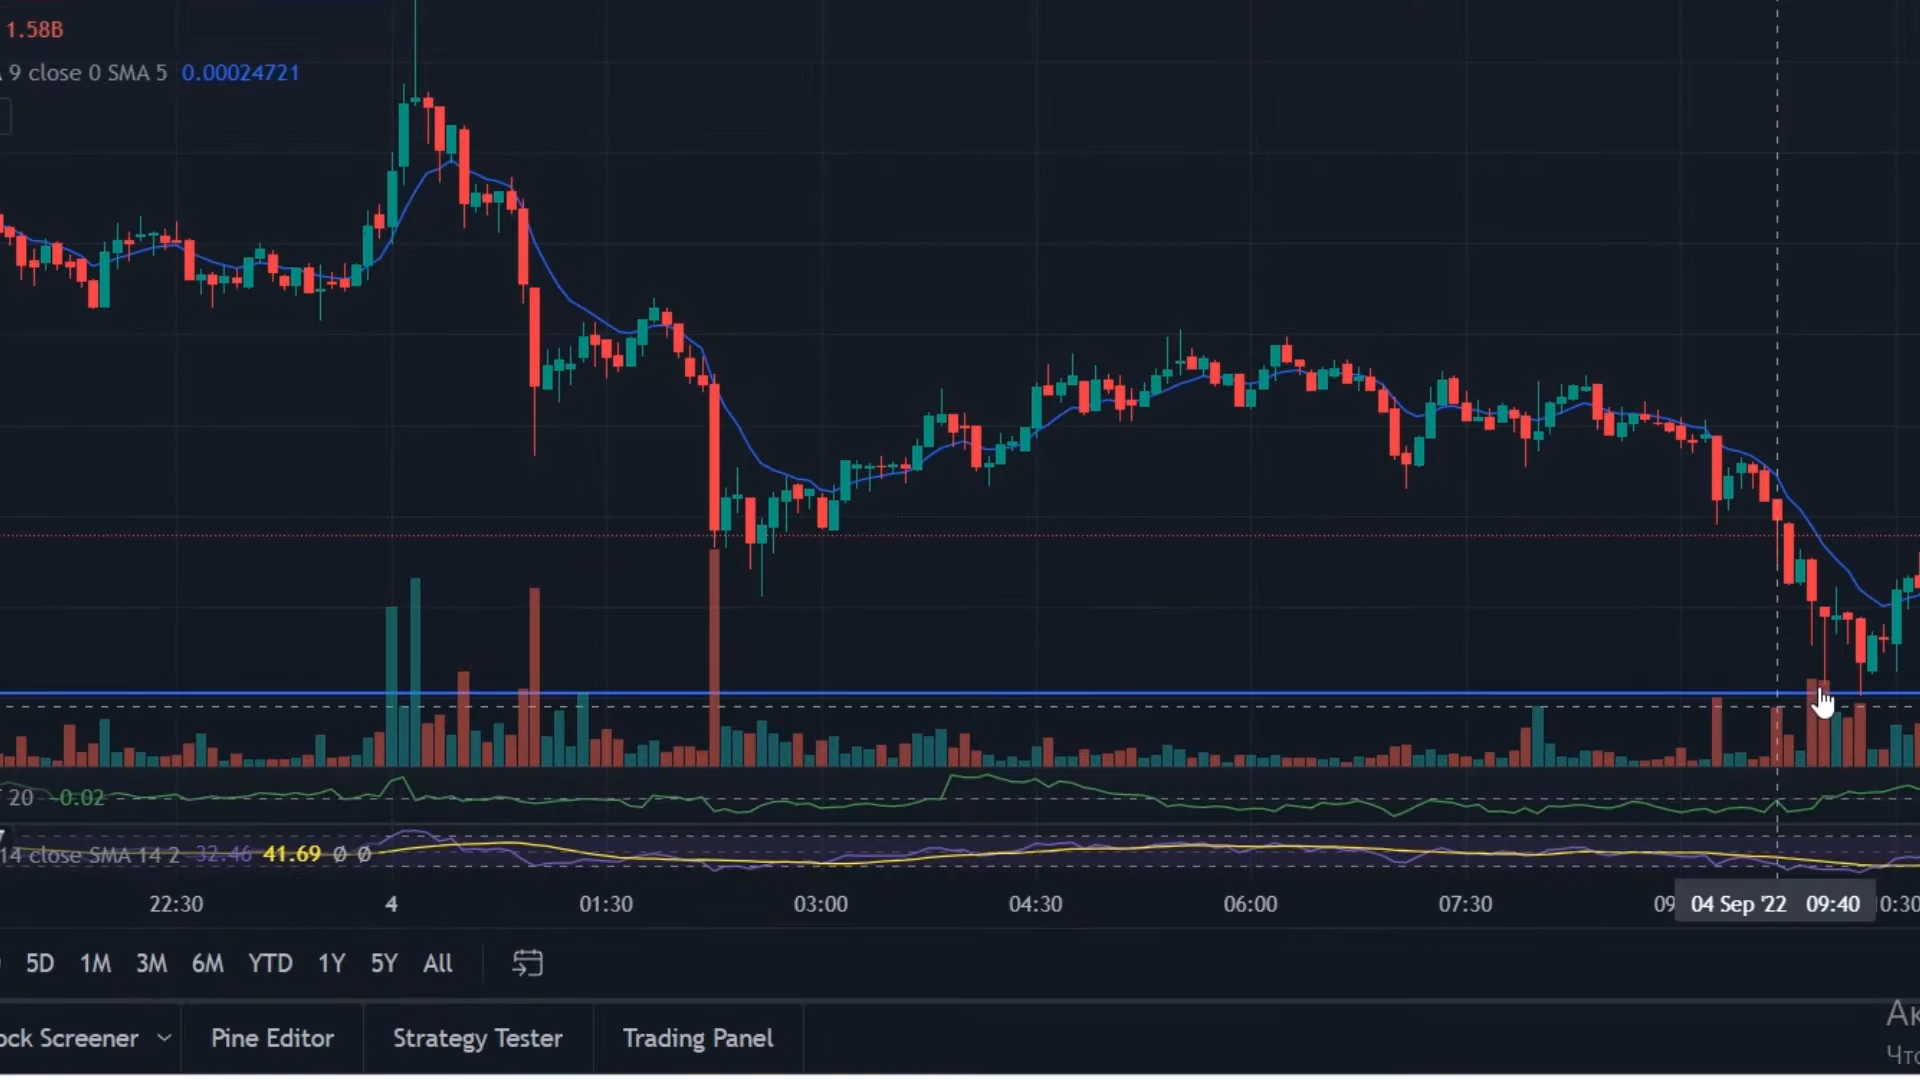 1.58B
9 close 0 SMA 5 0.00024721
20 -0.02
14 close SMA 14 2 32.46 41.69 Ø Ø
22:30 4 01:30 03:00 04:30 06:00 07:30 09 04 Sep '22 09:40 0:30
5D 1M 3M 6M YTD 1Y 5Y All
ock Screener Pine Editor Strategy Tester Trading Panel
Ак
Что